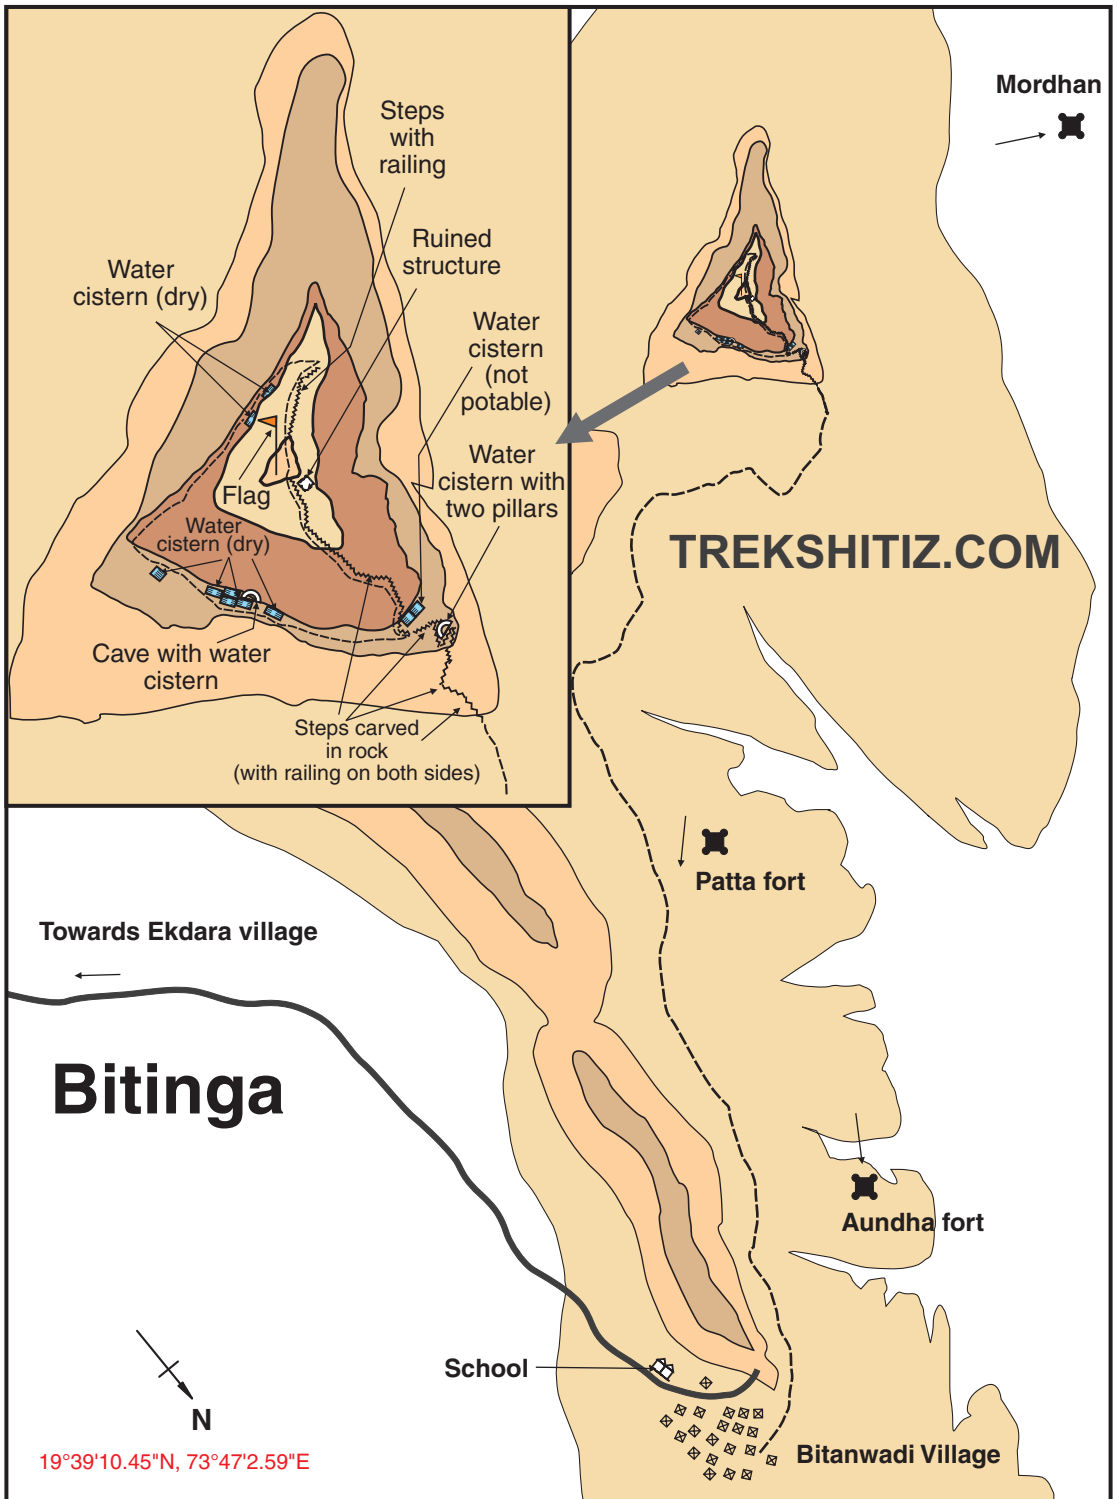 Mordhan
Steps
with
railing
Ruined
structure
Water
cistern (dry)
Water
cistern
(not
potable)
Water
cistern with
two pillars
Flag
Water
cistern (dry)
Cave with water
cistern
Steps carved
in rock
(with railing on both sides)
TREKSHITIZ.COM
Patta fort
Towards Ekdara village
Bitinga
Aundha fort
School
N
Bitanwadi Village
19°39'10.45"N, 73°47'2.59"E